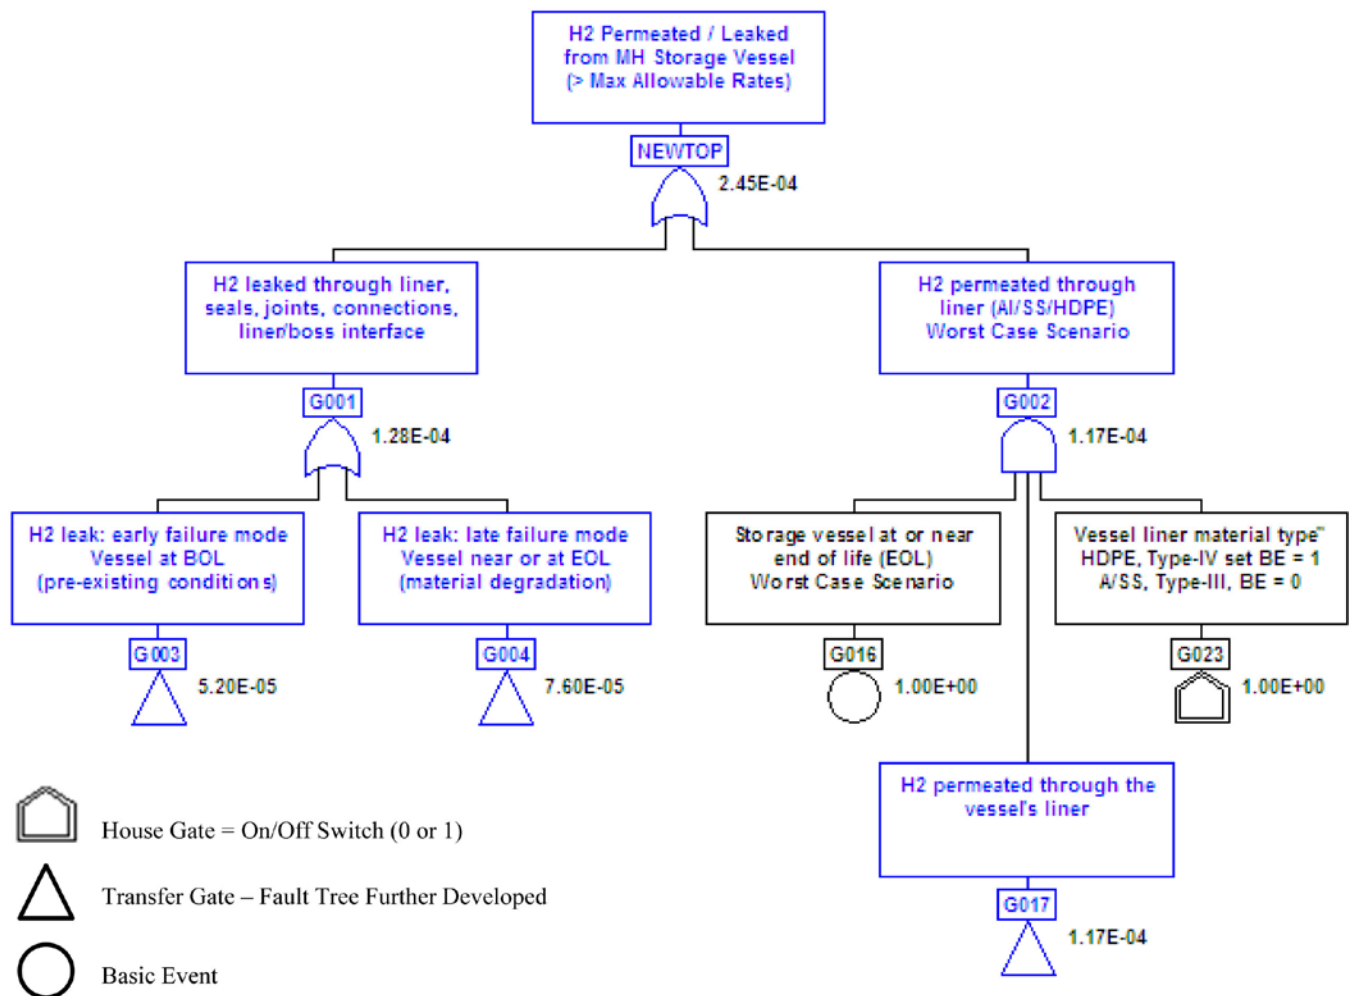 H2 Permeated / Leaked
from MH Storage Vessel
(> Max Allowable Rates)
NEWTOP
2.45E-04
H2 leaked through liner,
seals, joints, connections,
liner/boss interface
G001
1.28E-04
H2 permeated through
liner (Al/SS/HDPE)
Worst Case Scenario
G002
1.17E-04
H2 leak: early failure mode
Vessel at BOL
(pre-existing conditions)
G003
5.20E-05
H2 leak: late failure mode
Vessel near or at EOL
(material degradation)
G004
7.60E-05
Storage vessel at or near
end of life (EOL)
Worst Case Scenario
G016
1.00E+00
Vessel liner material type"
HDPE, Type-IV set BE = 1
A/SS, Type-III, BE = 0
G023
1.00E+00
H2 permeated through the
vessel's liner
G017
1.17E-04
House Gate = On/Off Switch (0 or 1)
Transfer Gate – Fault Tree Further Developed
Basic Event